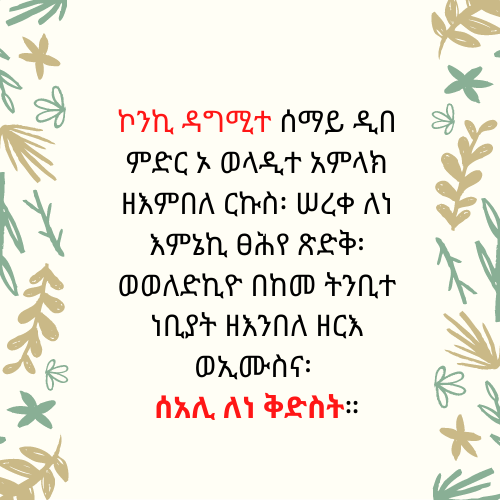 ኮንኪ ዳግሚተ ሰማይ ዲበ
ምድር ኦ ወላዲተ አምላክ
ዘእምበለ ርኩስ፡ ሠረቀ ለነ
እምኔኪ ፀሕየ ጽድቅ፡
ወወለድኪዮ በከመ ትንቢተ
ነቢያት ዘእንበለ ዘርእ
ወኢሙስና፡
ሰአሊ ለነ ቅድስት።